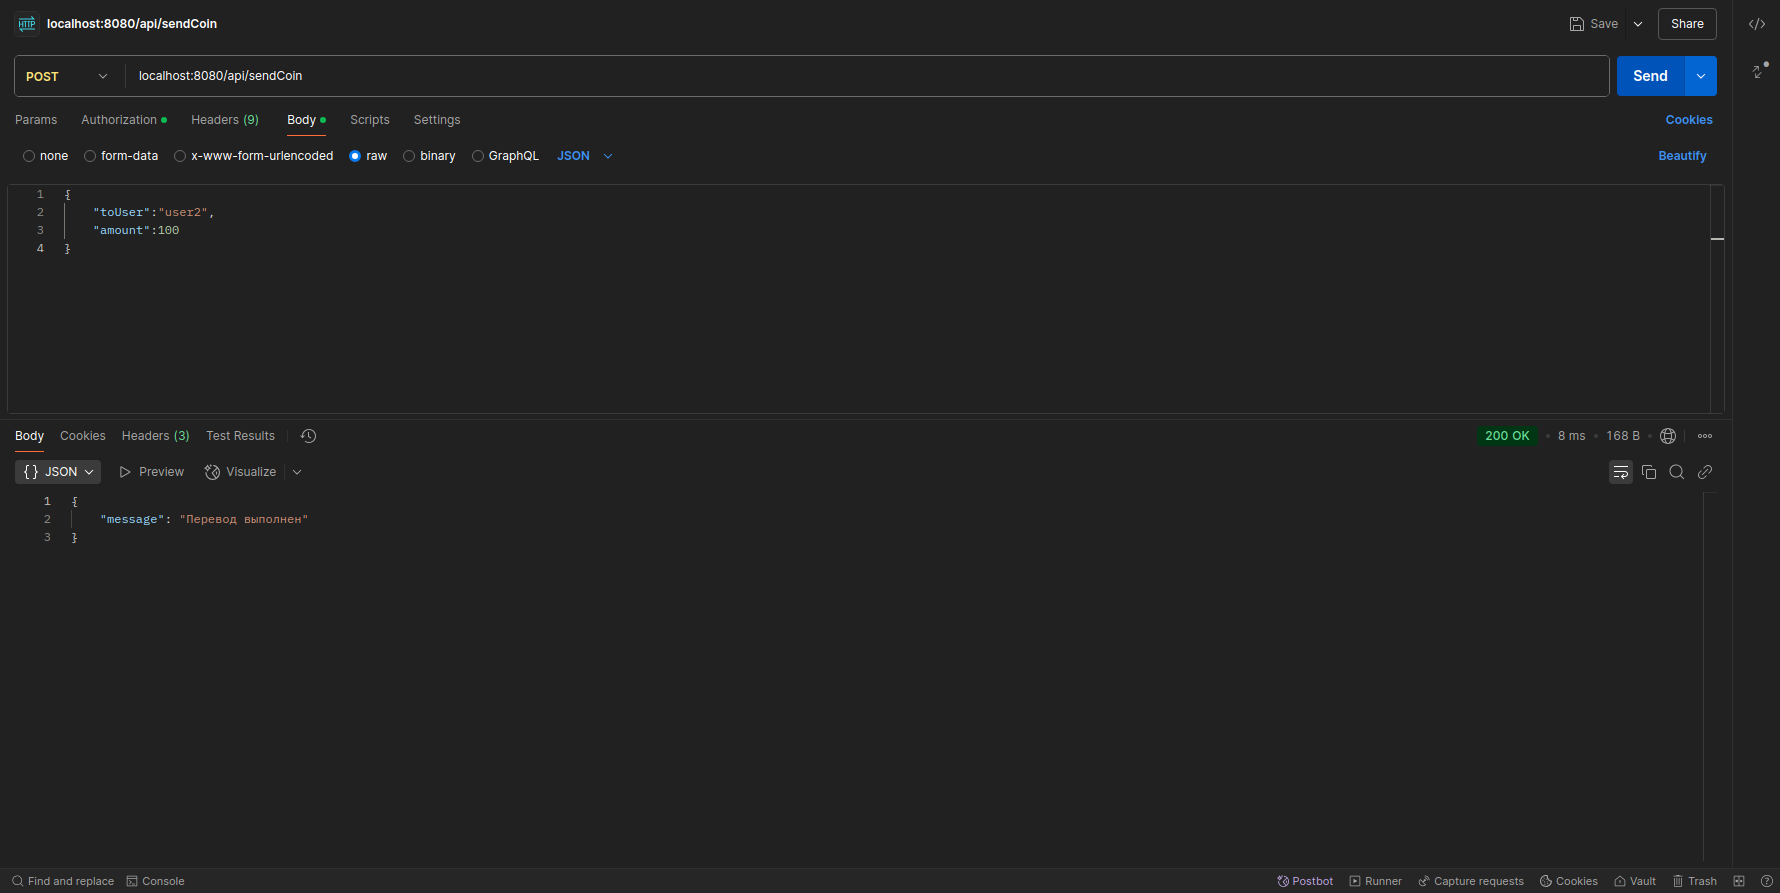 HTTP localhost:8080/api/sendCoin Save Share
POST localhost:8080/api/sendCoin Send
Params Authorization Headers (9) Body Scripts Settings Cookies
none form-data x-www-form-urlencoded raw binary GraphQL JSON Beautify
1 {
2 "toUser":"user2",
3 "amount":100
4 }
Body Cookies Headers (3) Test Results 200 OK • 8 ms • 168 B
{} JSON Preview Visualize
1 {
2 "message": "Перевод выполнен"
3 }
Find and replace Console Postbot Runner Capture requests Cookies Vault Trash